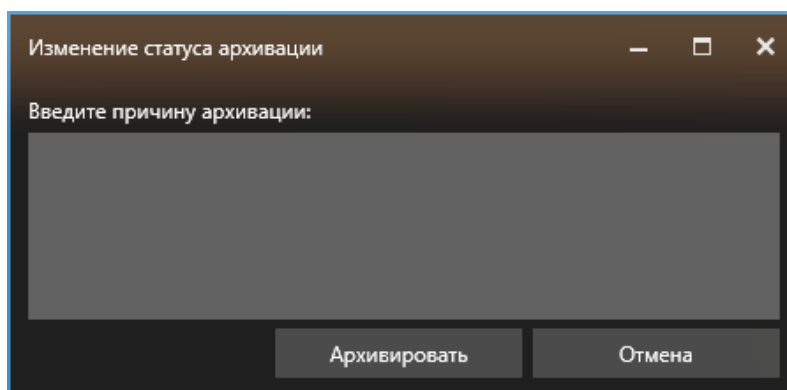 Изменение статуса архивации
Введите причину архивации:
Архивировать
Отмена